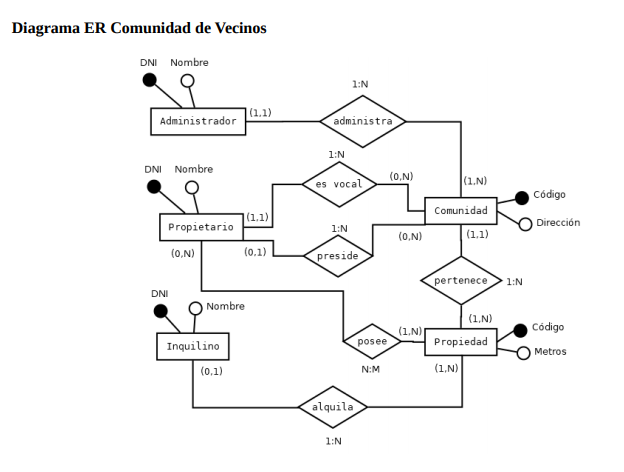 Diagrama ER Comunidad de Vecinos
DNI Nombre
1:N
Administrador (1,1) administra
1:N
DNI Nombre es vocal (0,N) (1,N) Código
Comunidad
Propietario (1,1) 1:N Dirección
(0,N) (0,1) preside (0,N) (1,1)
pertenece 1:N
DNI Nombre
(1,N) Código
Inquilino posee (1,N) Propiedad
Metros
(0,1) N:M (1,N)
alquila
1:N